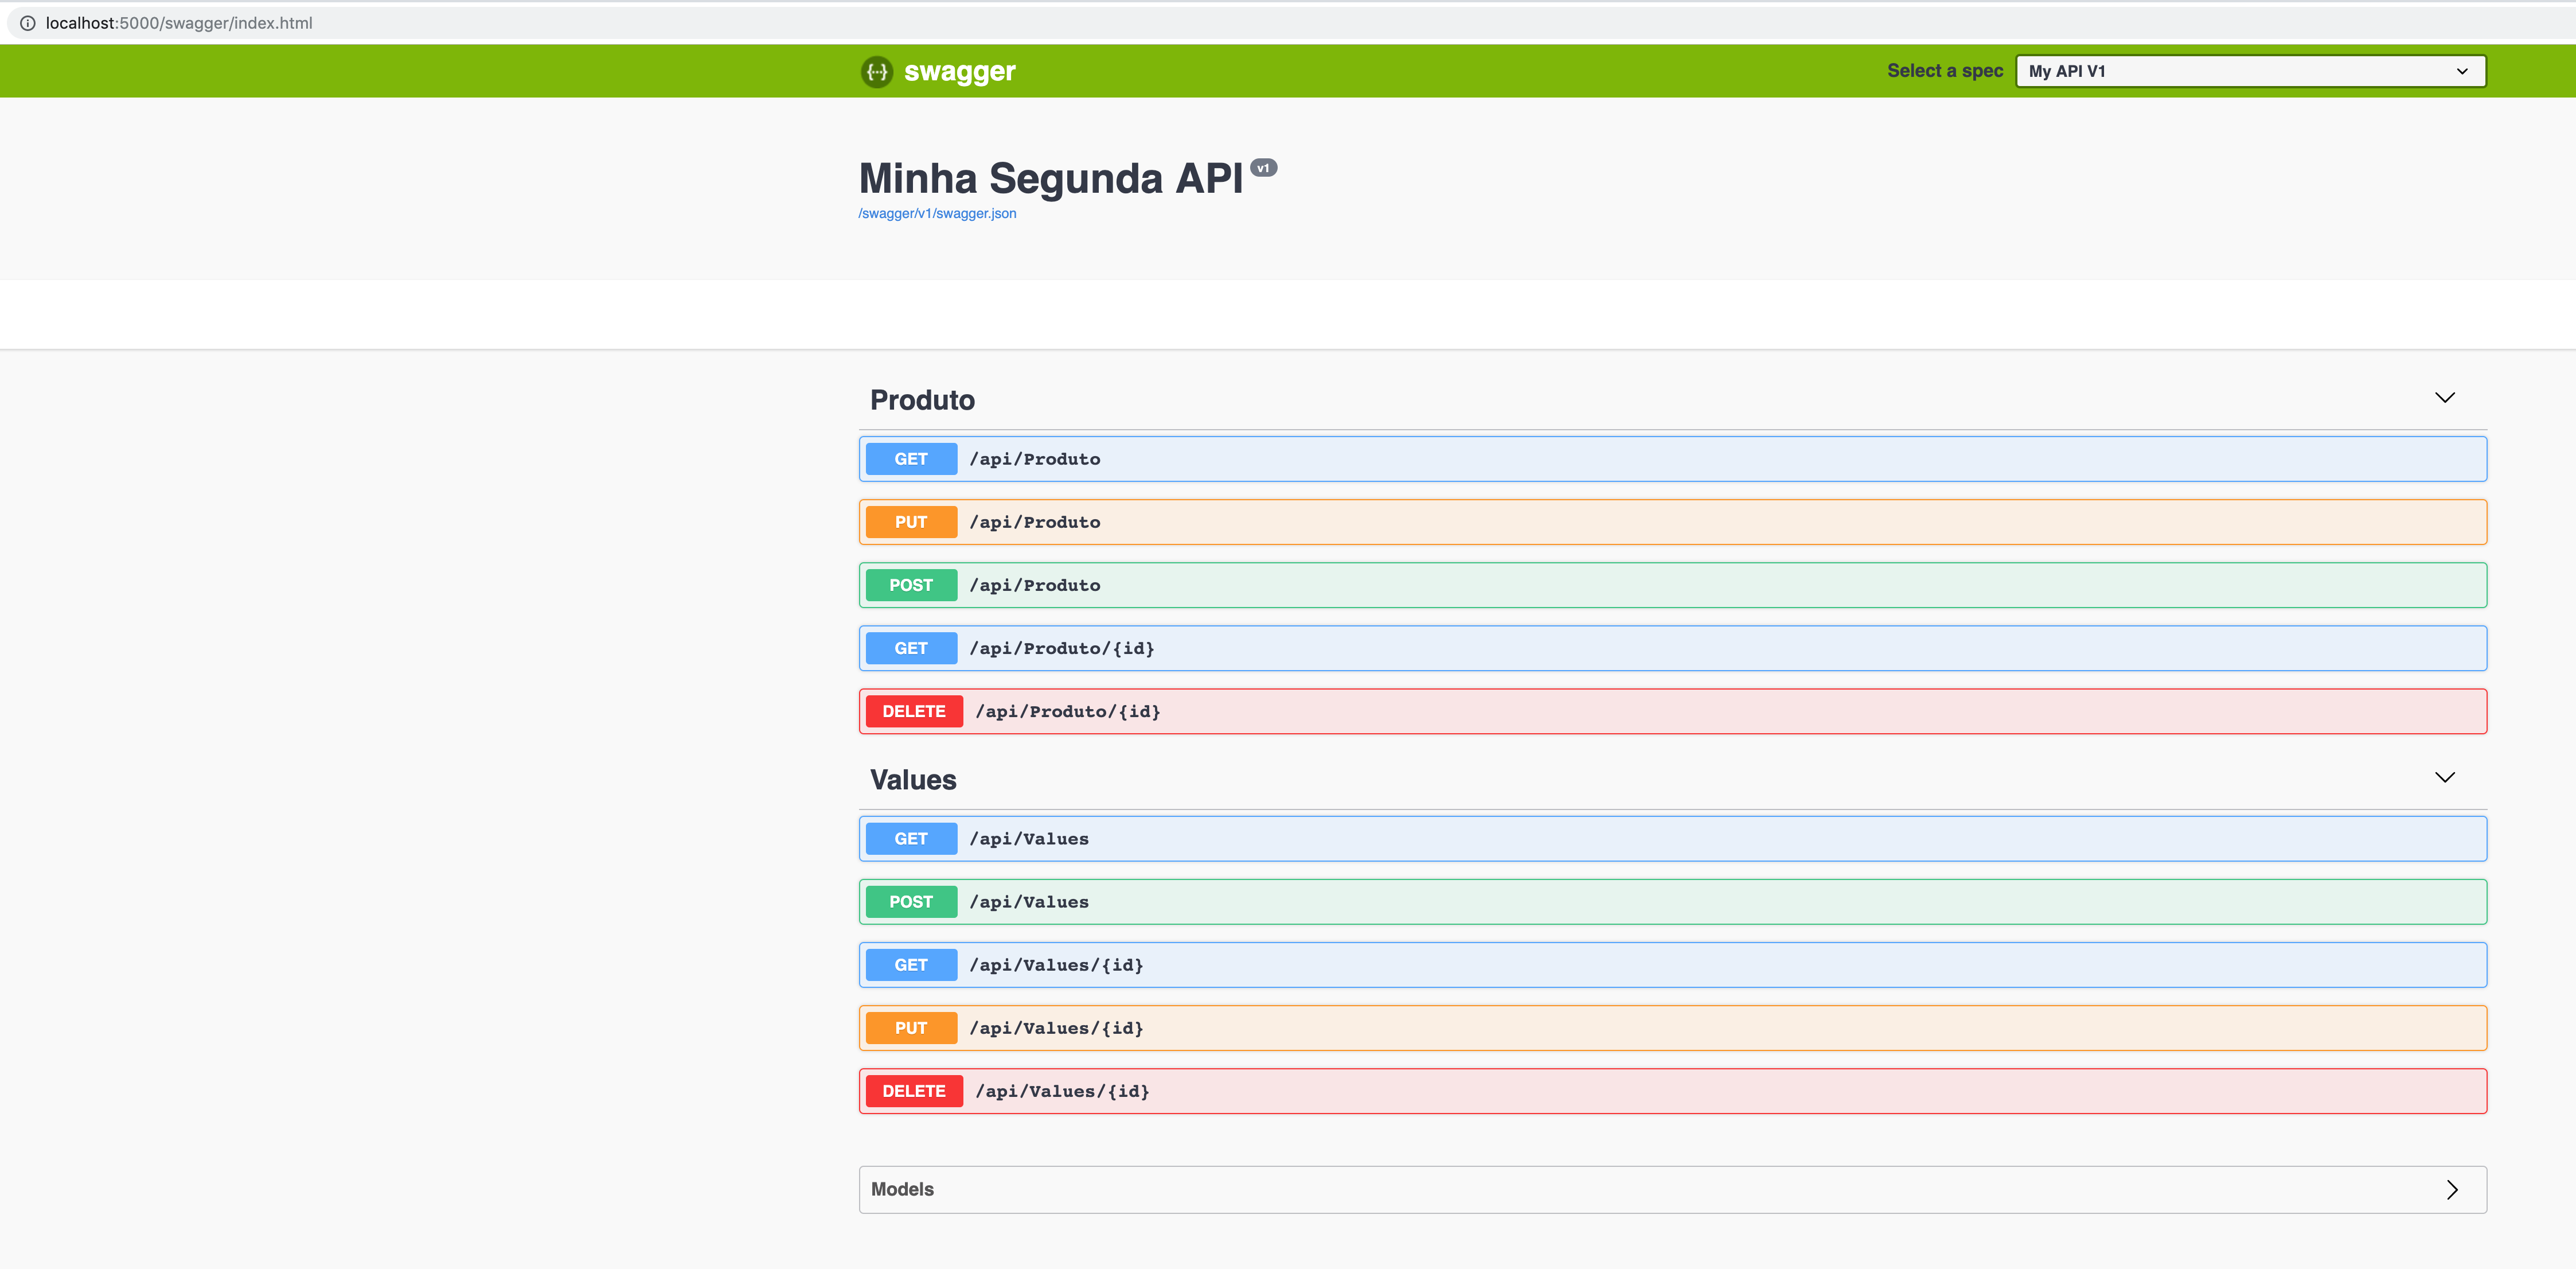 localhost:5000/swagger/index.html
{···} swagger
Select a spec
My API V1
Minha Segunda API v1
/swagger/v1/swagger.json
Produto
GET /api/Produto
PUT /api/Produto
POST /api/Produto
GET /api/Produto/{id}
DELETE /api/Produto/{id}
Values
GET /api/Values
POST /api/Values
GET /api/Values/{id}
PUT /api/Values/{id}
DELETE /api/Values/{id}
Models